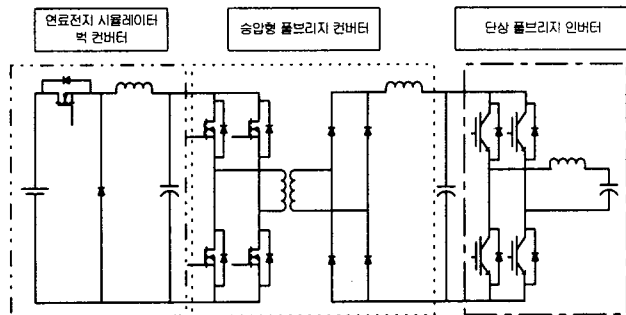 연료전지 시뮬레이터
벅 컨버터
승압형 풀브리지 컨버터
단상 풀브리지 인버터